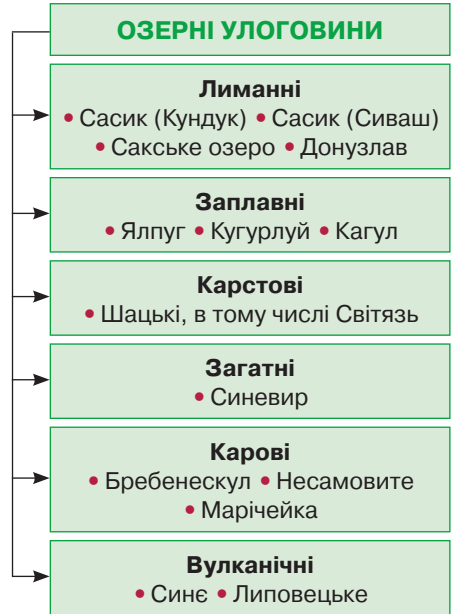 ОЗЕРНІ УЛОГОВИНИ
Лиманні
• Сасик (Кундук) • Сасик (Сиваш)
• Сакське озеро • Донузлав
Заплавні
• Ялпуг • Кугурлуй • Кагул
Карстові
• Шацькі, в тому числі Світязь
Загатні
• Синевир
Карові
• Бребенескул • Несамовите
• Марічейка
Вулканічні
• Синє • Липовецьке